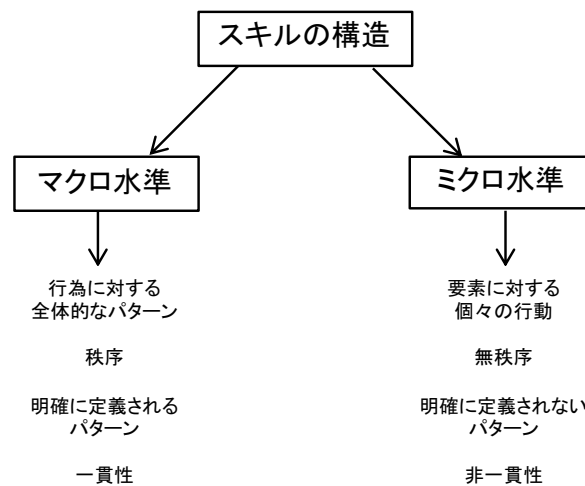 スキルの構造
マクロ水準
行為に対する
全体的なパターン
秩序
明確に定義される
パターン
一貫性
ミクロ水準
要素に対する
個々の行動
無秩序
明確に定義されない
パターン
非一貫性